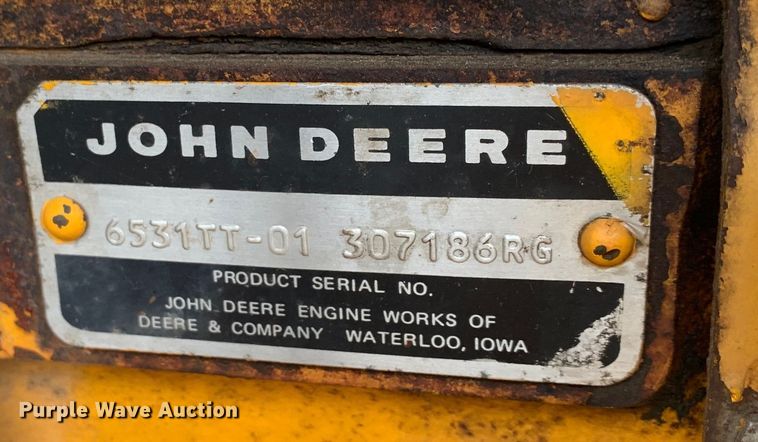 JOHN DEERE
6531TT-01 307186RG
PRODUCT SERIAL NO.
JOHN DEERE ENGINE WORKS OF
DEERE & COMPANY WATERLOO, IOWA
Purple Wave Auction